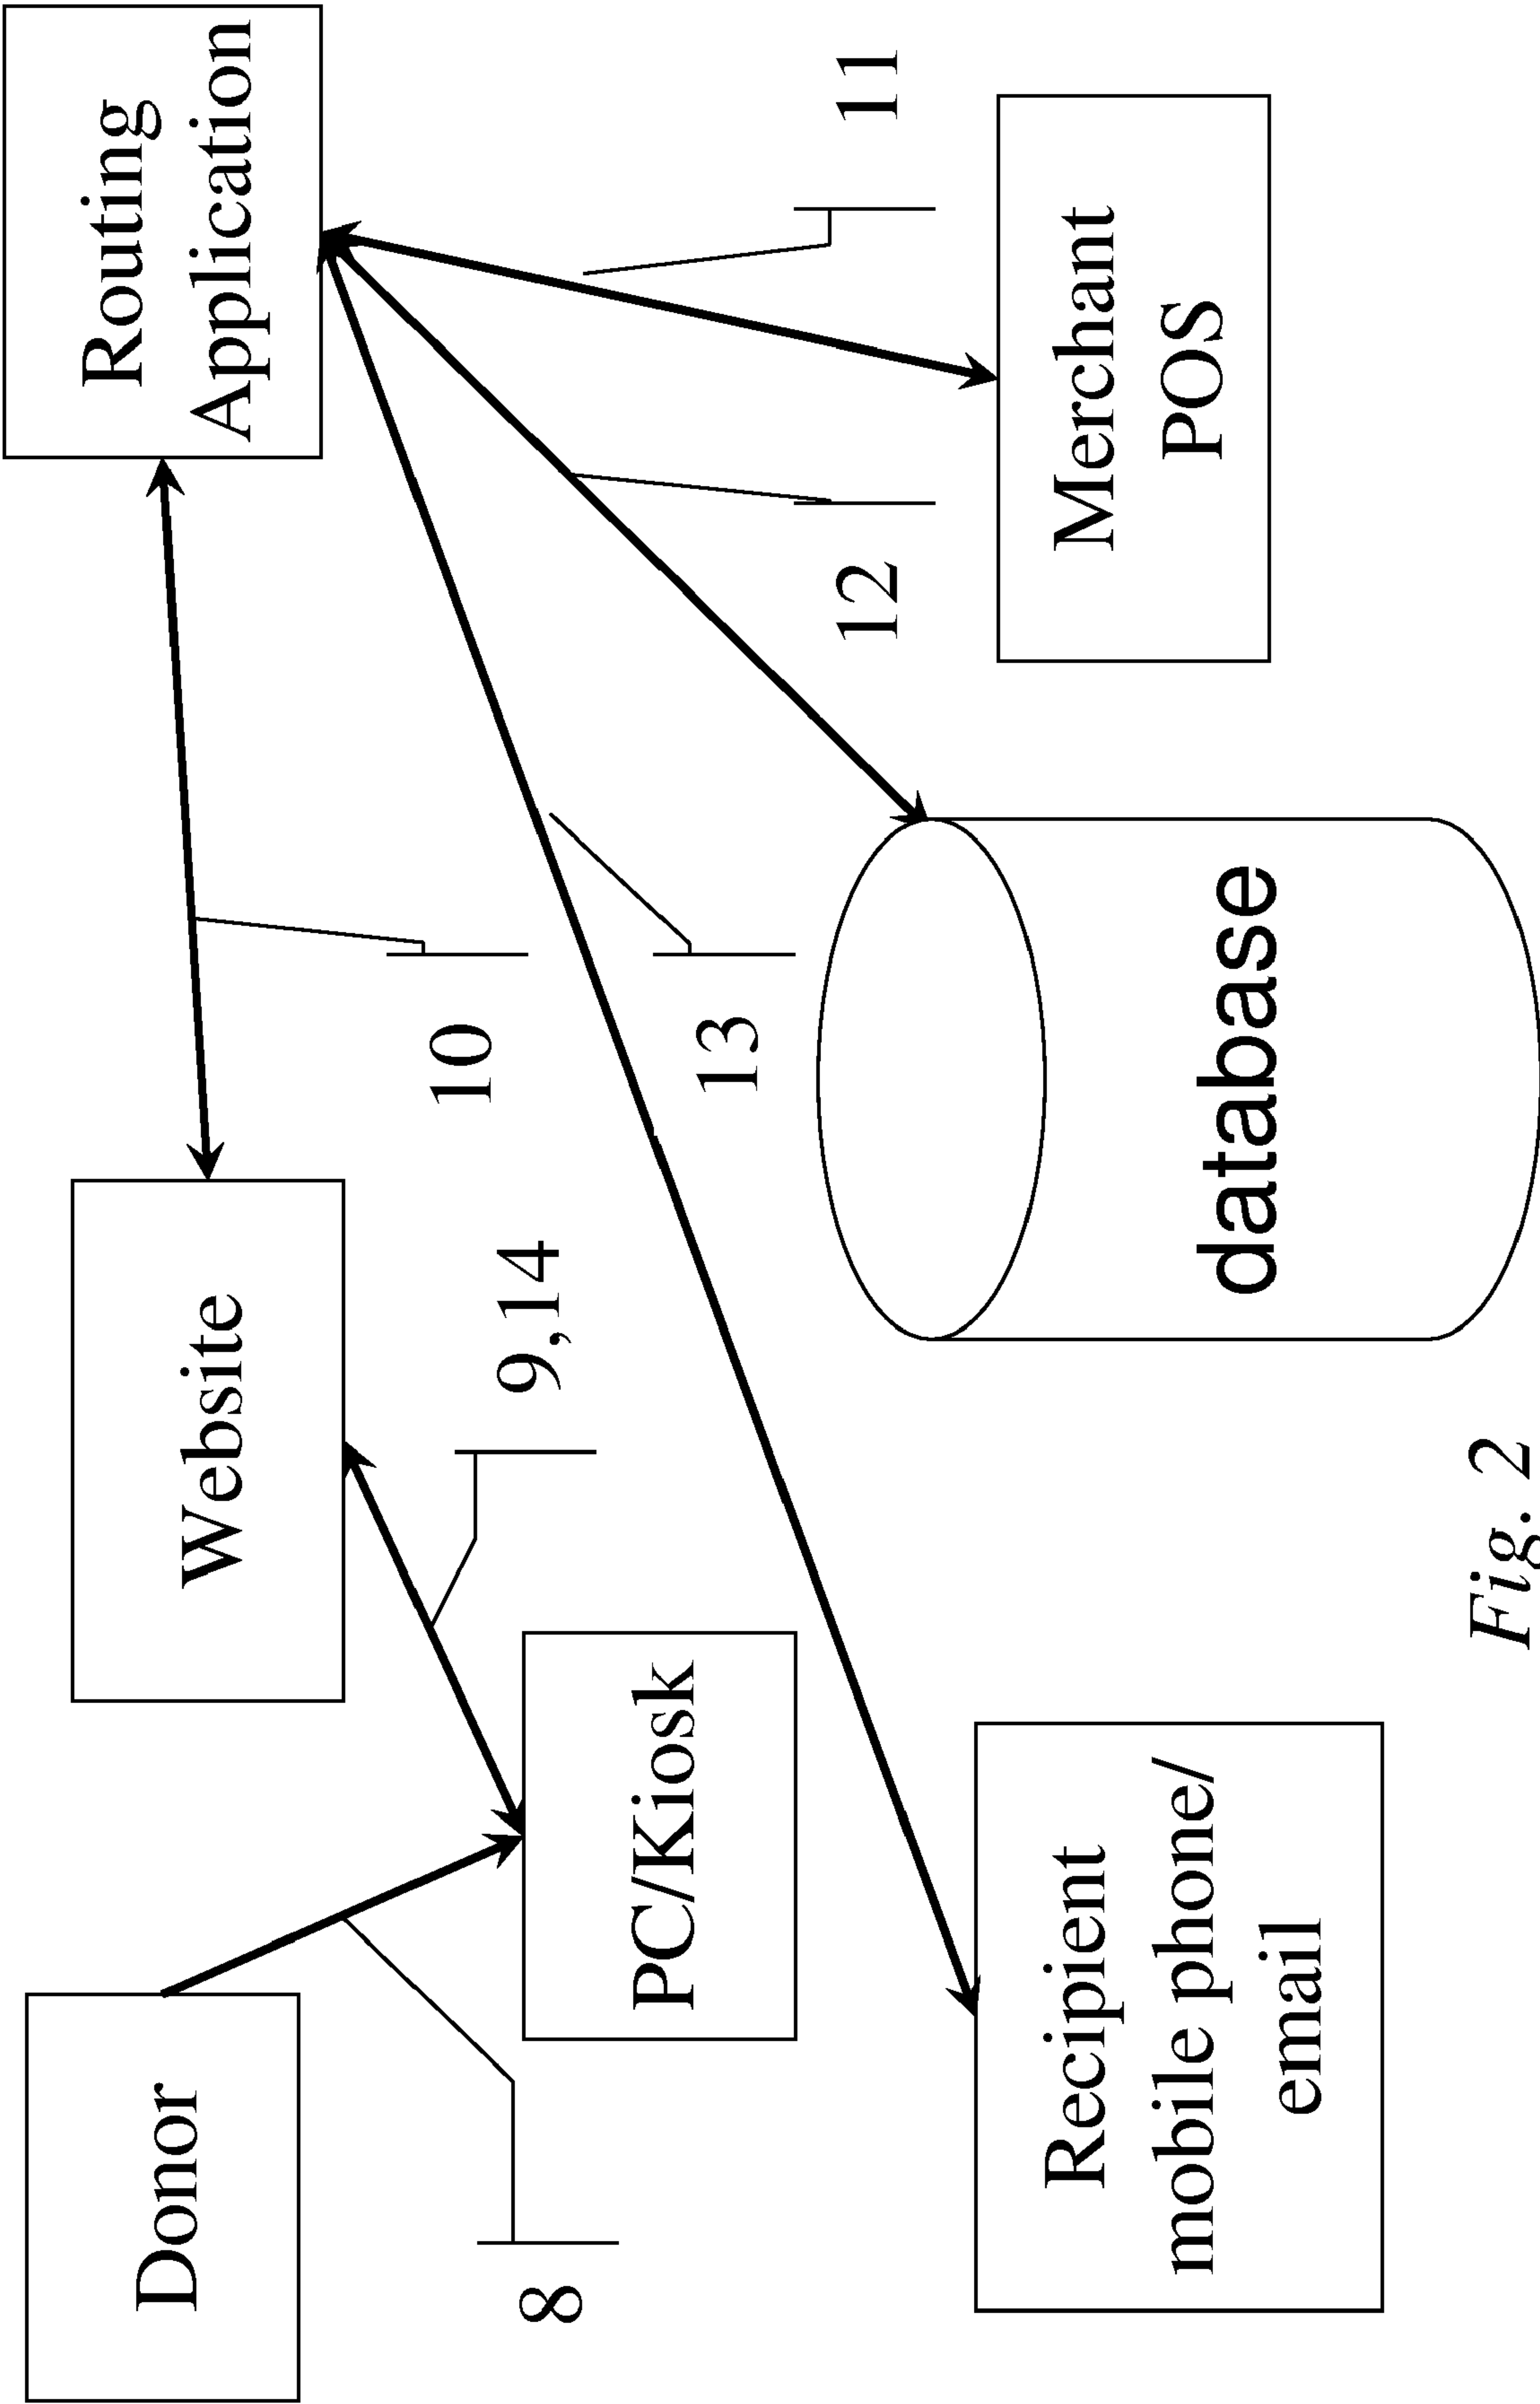 Donor
Website
Routing
Application
8
PC/Kiosk
9,14
10
13
12
11
Recipient
mobile phone/
email
database
Merchant
POS
Fig. 2